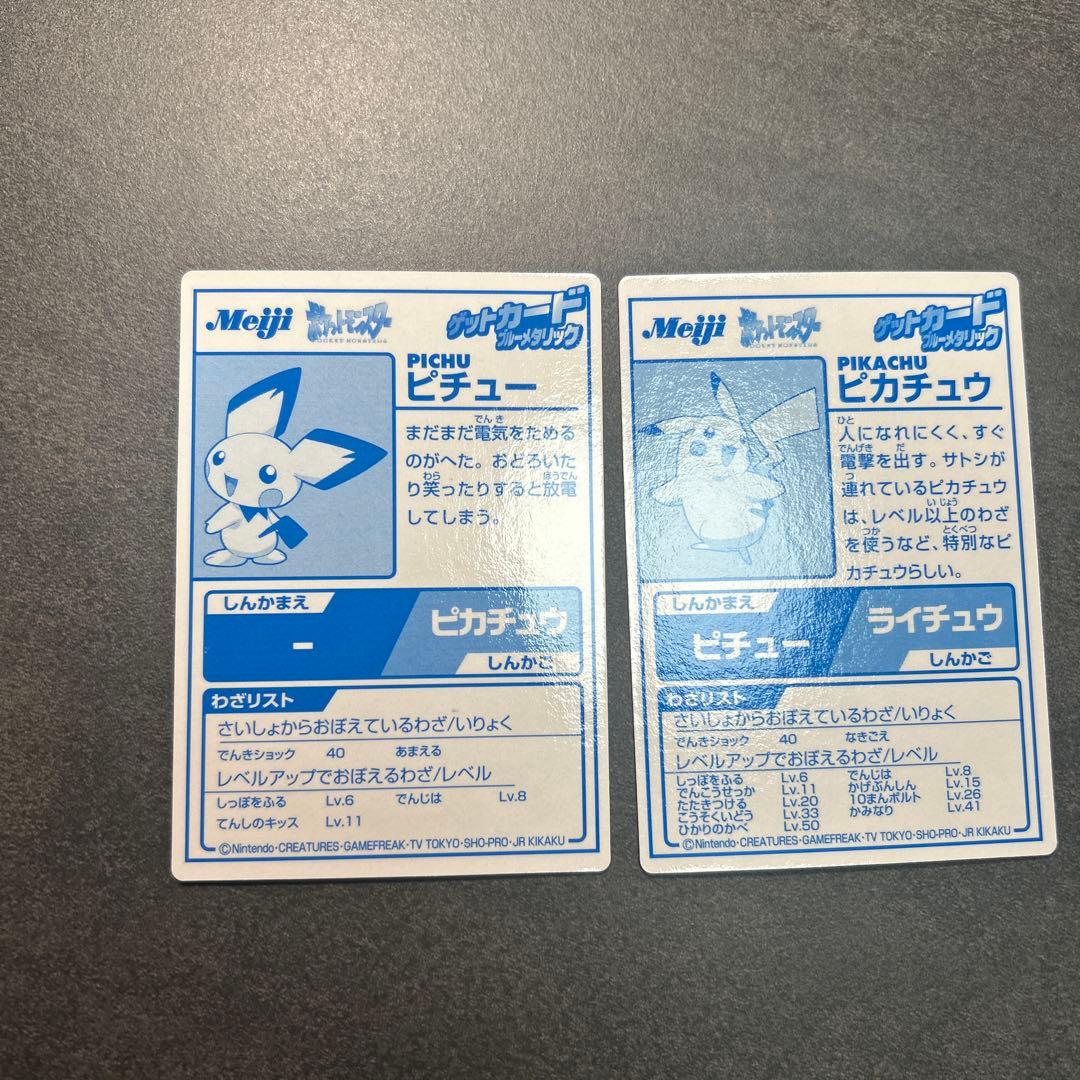 Meiji
ポケットモンスター
POCKET MONSTERS
ゲットカード
ブルーメタリック
PICHU
ピチュー
まだまだ電気をためる
のがへた。おどろいた
り笑ったりすると放電
してしまう。
しんかまえ
ー
ピカチュウ
しんかご
わざリスト
さいしょからおぼえているわざ/いりょく
でんきショック 40 あまえる
レベルアップでおぼえるわざ/レベル
しっぽをふる Lv.6 でんじは Lv.8
てんしのキッス Lv.11
©Nintendo・CREATURES・GAMEFREAK・TV TOKYO・SHO-PRO・JR KIKAKU
Meiji
ポケットモンスター
POCKET MONSTERS
ゲットカード
ブルーメタリック
PIKACHU
ピカチュウ
人になれにくく、すぐ
電撃を出す。サトシが
連れているピカチュウ
は、レベル以上のわざ
を使うなど、特別なピ
カチュウらしい。
しんかまえ
ピチュー
ライチュウ
しんかご
わざリスト
さいしょからおぼえているわざ/いりょく
でんきショック 40 なきごえ
レベルアップでおぼえるわざ/レベル
しっぽをふる Lv.6 でんじは Lv.8
でんこうせっか Lv.11 かげぶんしん Lv.15
たたきつける Lv.20 10まんボルト Lv.26
こうそくいどう Lv.33 かみなり Lv.41
ひかりのかべ Lv.50
©Nintendo・CREATURES・GAMEFREAK・TV TOKYO・SHO-PRO・JR KIKAKU